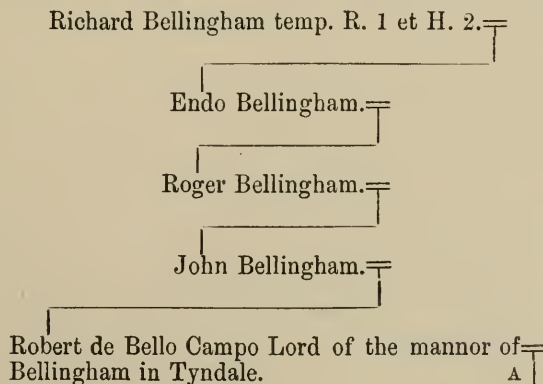 Richard Bellingham temp. R. 1 et H. 2.
Endo Bellingham.
Roger Bellingham.
John Bellingham.
Robert de Bello Campo Lord of the mannor of
Bellingham in Tyndale.
A